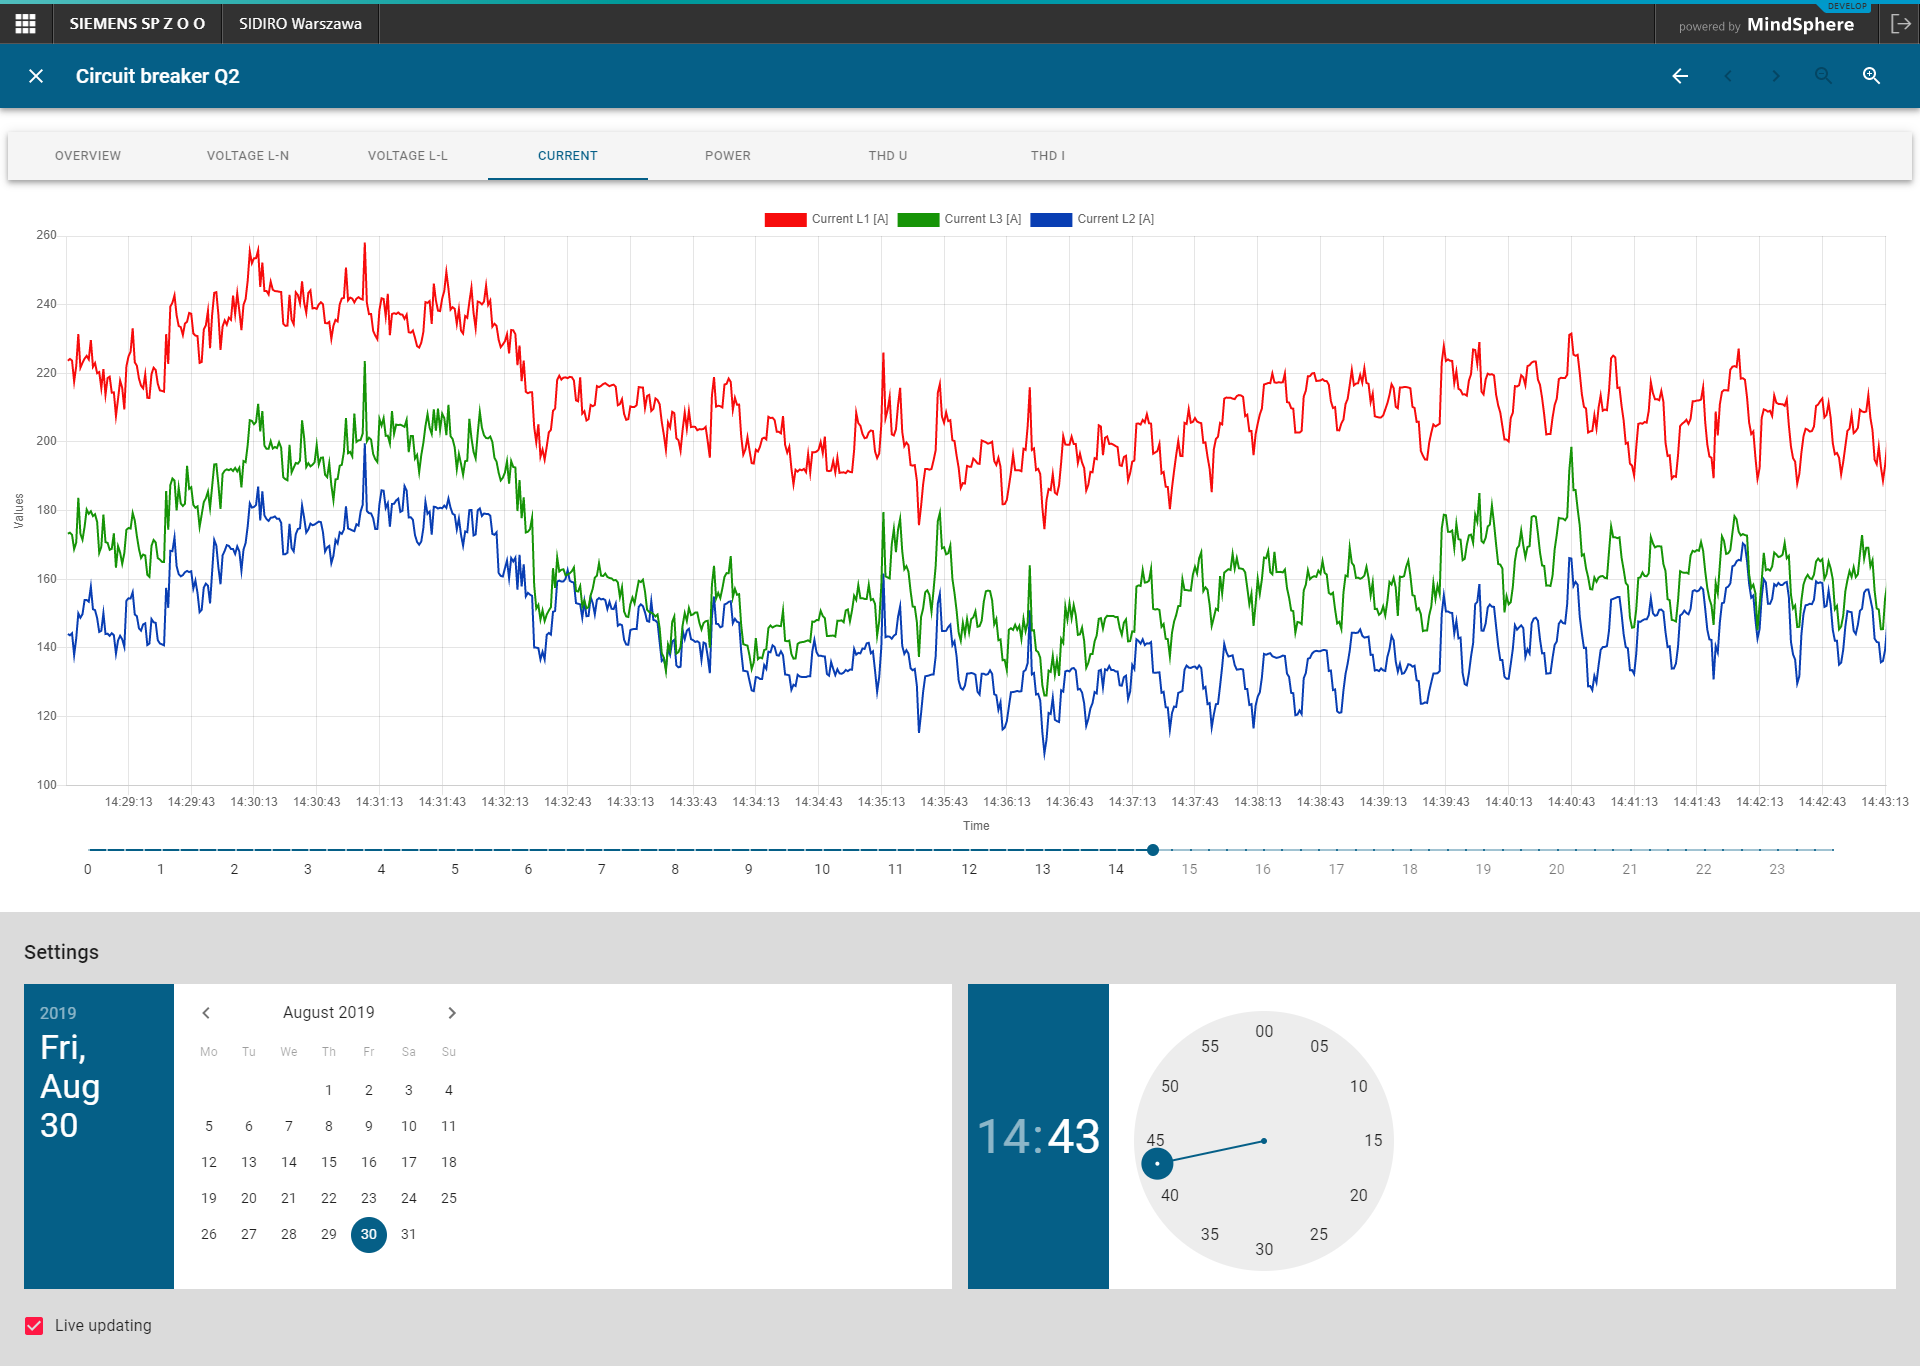 DEVELOP
SIEMENS SP Z O O SIDIRO Warszawa powered by MindSphere
Circuit breaker Q2
OVERVIEW VOLTAGE L-N VOLTAGE L-L CURRENT POWER THD U THD I
Current L1 [A] Current L3 [A] Current L2 [A]
260
240
220
200
180
160
140
120
100
Values
14:29:13 14:29:43 14:30:13 14:30:43 14:31:13 14:31:43 14:32:13 14:32:43 14:33:13 14:33:43 14:34:13 14:34:43 14:35:13 14:35:43 14:36:13 14:36:43 14:37:13 14:37:43 14:38:13 14:38:43 14:39:13 14:39:43 14:40:13 14:40:43 14:41:13 14:41:43 14:42:13 14:42:43 14:43:13
Time
0 1 2 3 4 5 6 7 8 9 10 11 12 13 14 15 16 17 18 19 20 21 22 23
Settings
2019
Fri,
Aug
30
August 2019
Mo Tu We Th Fr Sa Su
1 2 3 4
5 6 7 8 9 10 11
12 13 14 15 16 17 18
19 20 21 22 23 24 25
26 27 28 29 30 31
14:43
00
55 05
50 10
45 15
40 20
35 25
30
Live updating